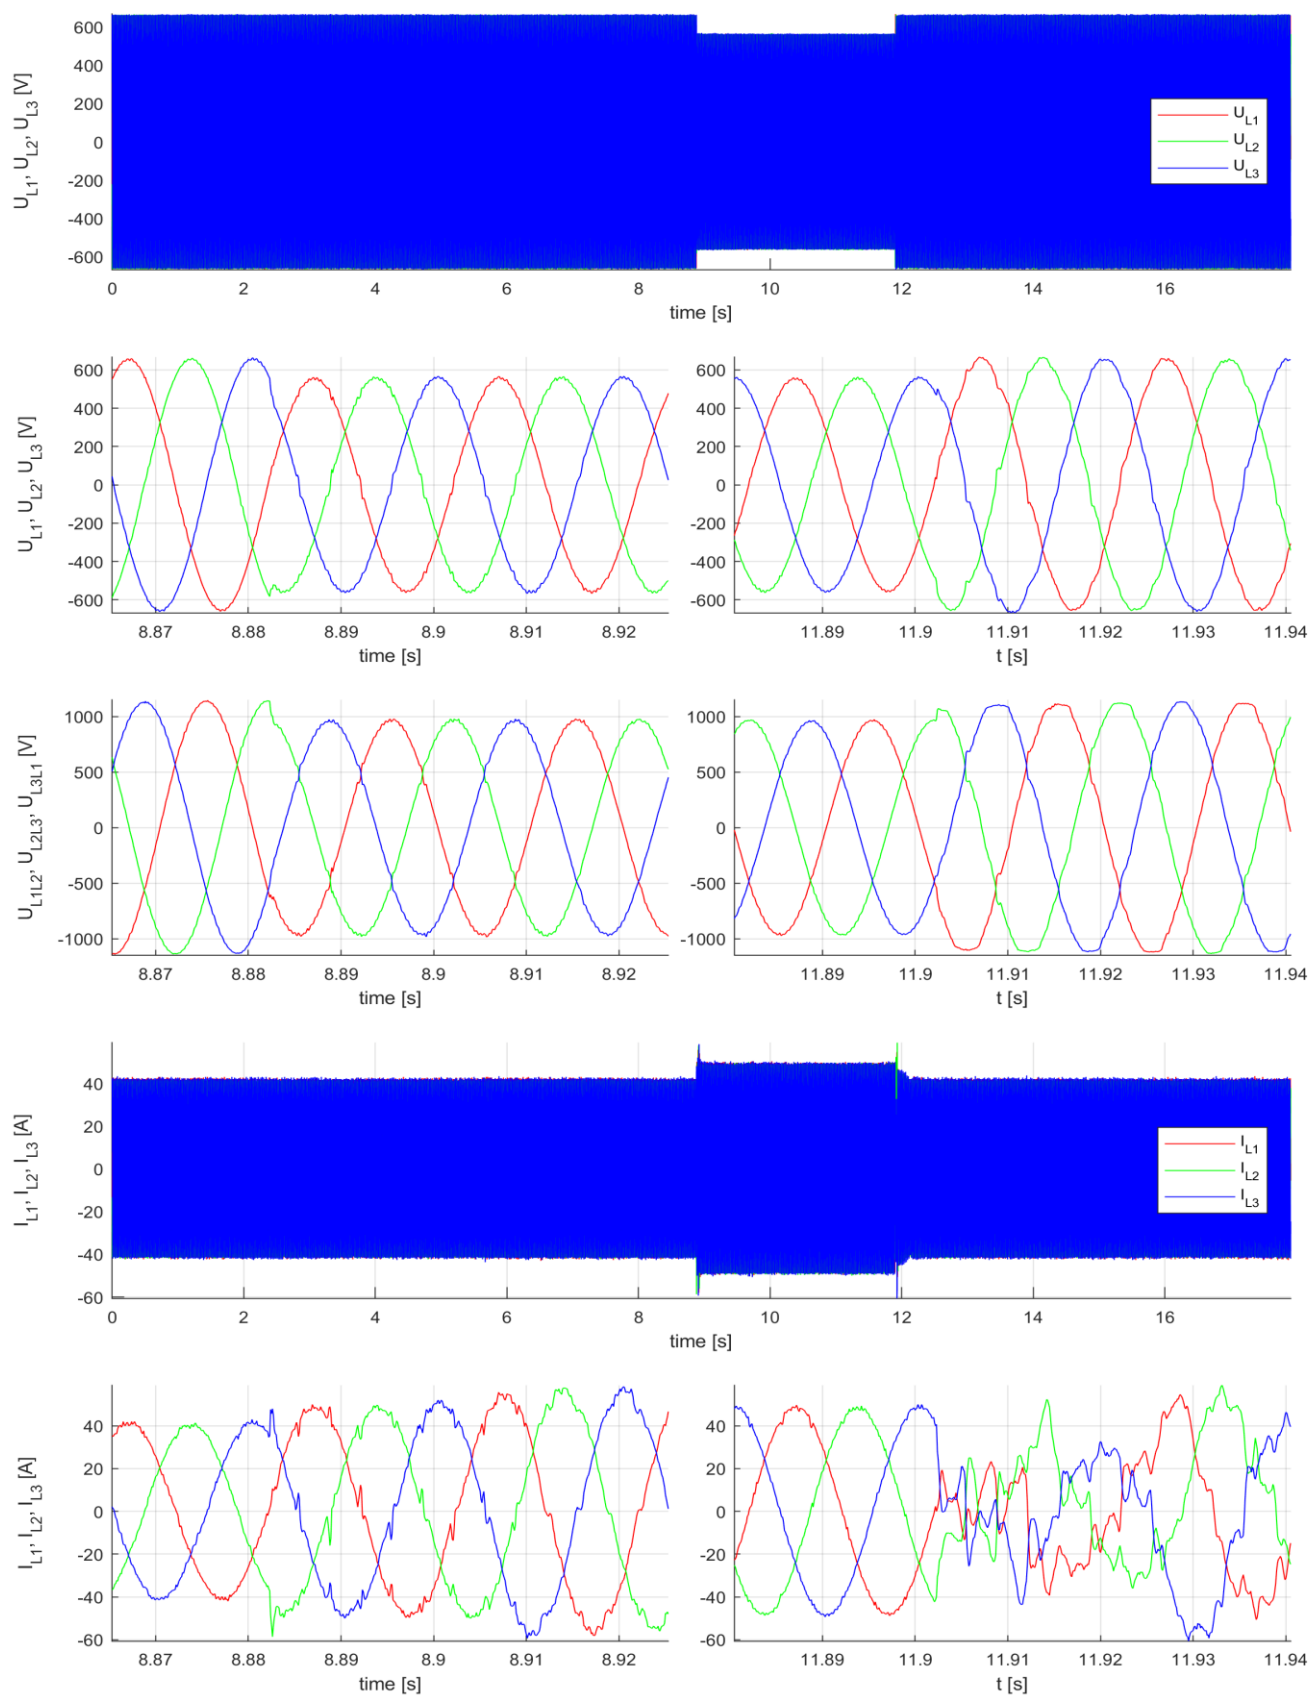 600
400
200
0
-200
-400
-600
U_L1, U_L2, U_L3 [V]
U_L1
U_L2
U_L3
0 2 4 6 8 10 12 14 16
time [s]
600
400
200
0
-200
-400
-600
U_L1, U_L2, U_L3 [V]
8.87 8.88 8.89 8.9 8.91 8.92
time [s]
600
400
200
0
-200
-400
-600
11.89 11.9 11.91 11.92 11.93 11.94
t [s]
1000
500
0
-500
-1000
U_L1L2, U_L2L3, U_L3L1 [V]
8.87 8.88 8.89 8.9 8.91 8.92
time [s]
1000
500
0
-500
-1000
11.89 11.9 11.91 11.92 11.93 11.94
t [s]
40
20
0
-20
-40
-60
I_L1, I_L2, I_L3 [A]
I_L1
I_L2
I_L3
0 2 4 6 8 10 12 14 16
time [s]
40
20
0
-20
-40
-60
I_L1, I_L2, I_L3 [A]
8.87 8.88 8.89 8.9 8.91 8.92
time [s]
40
20
0
-20
-40
-60
11.89 11.9 11.91 11.92 11.93 11.94
t [s]